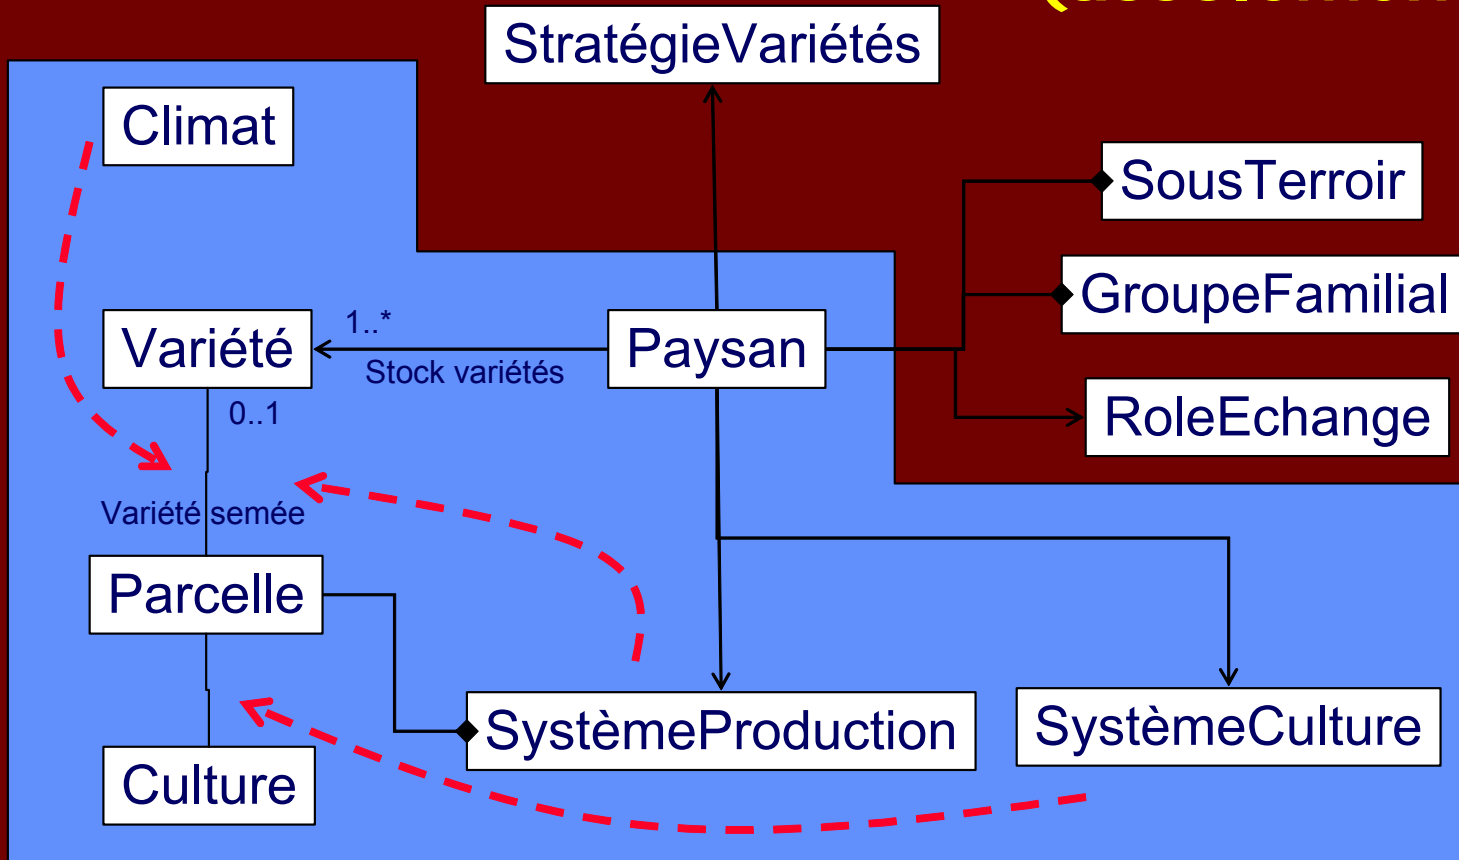 StratégieVariétés
Climat
SousTerroir
GroupeFamilial
Variété
1..*
Stock variétés
Paysan
0..1
RoleEchange
Variété semée
Parcelle
SystèmeProduction
SystèmeCulture
Culture